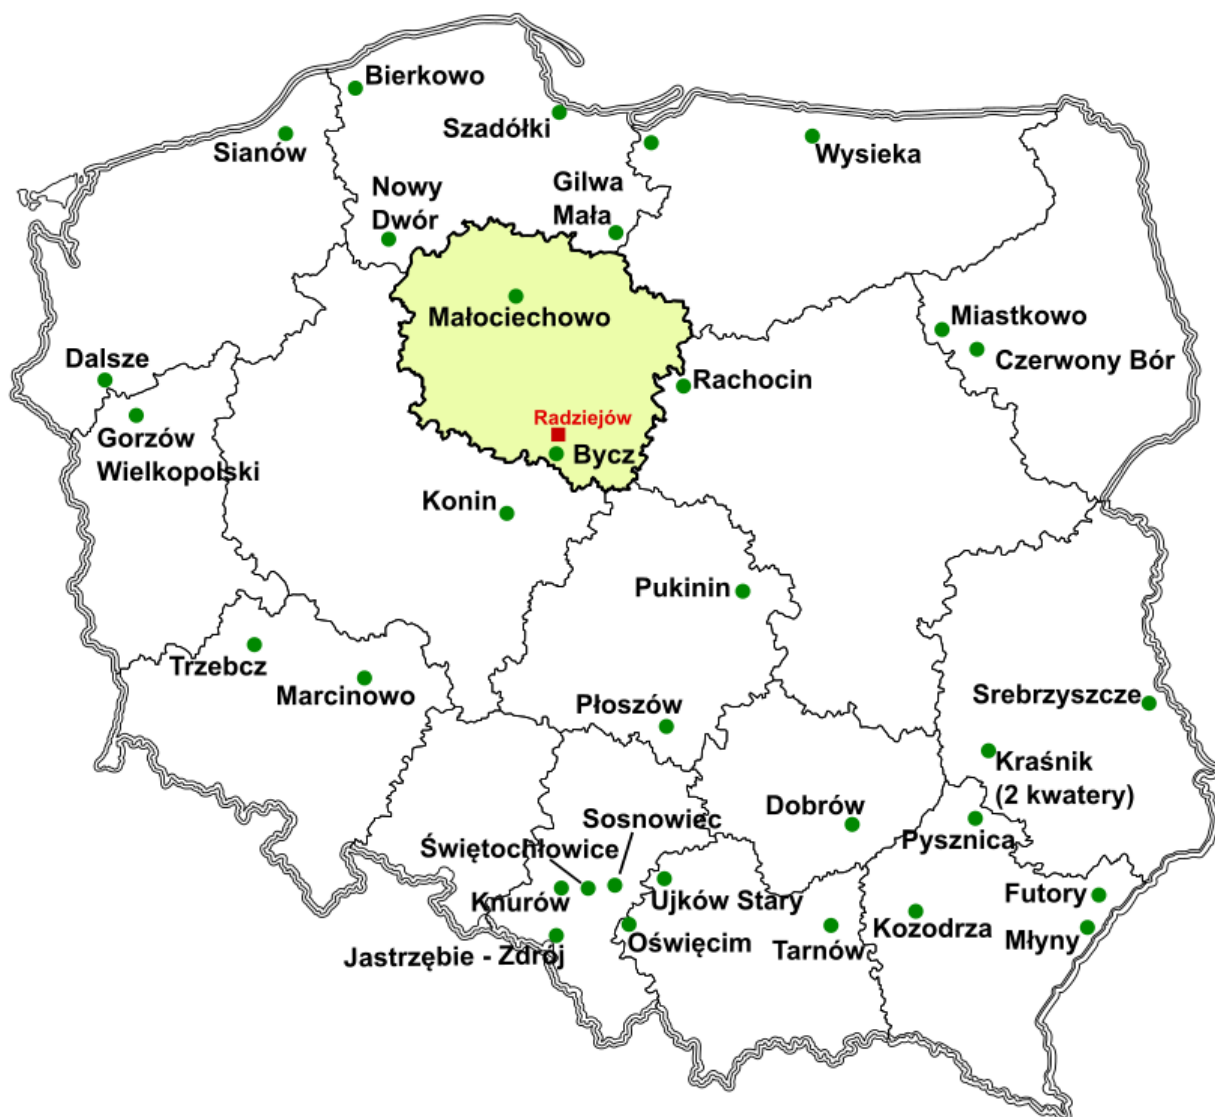 Bierkowo
Szadółki
Sianów
Wysieka
Nowy
Dwór
Gilwa
Mała
Małociechowo
Miastkowo
Czerwony Bór
Dalsze
Rachocin
Gorzów
Wielkopolski
Radziejów
Bycz
Konin
Pukinin
Trzebcz
Marcinowo
Srebrzyszcze
Płoszów
Kraśnik
(2 kwatery)
Dobrów
Sosnowiec
Pysznica
Świętochłowice
Knurów
Ujków Stary
Futory
Kozodrza
Młyny
Oświęcim
Tarnów
Jastrzębie - Zdrój